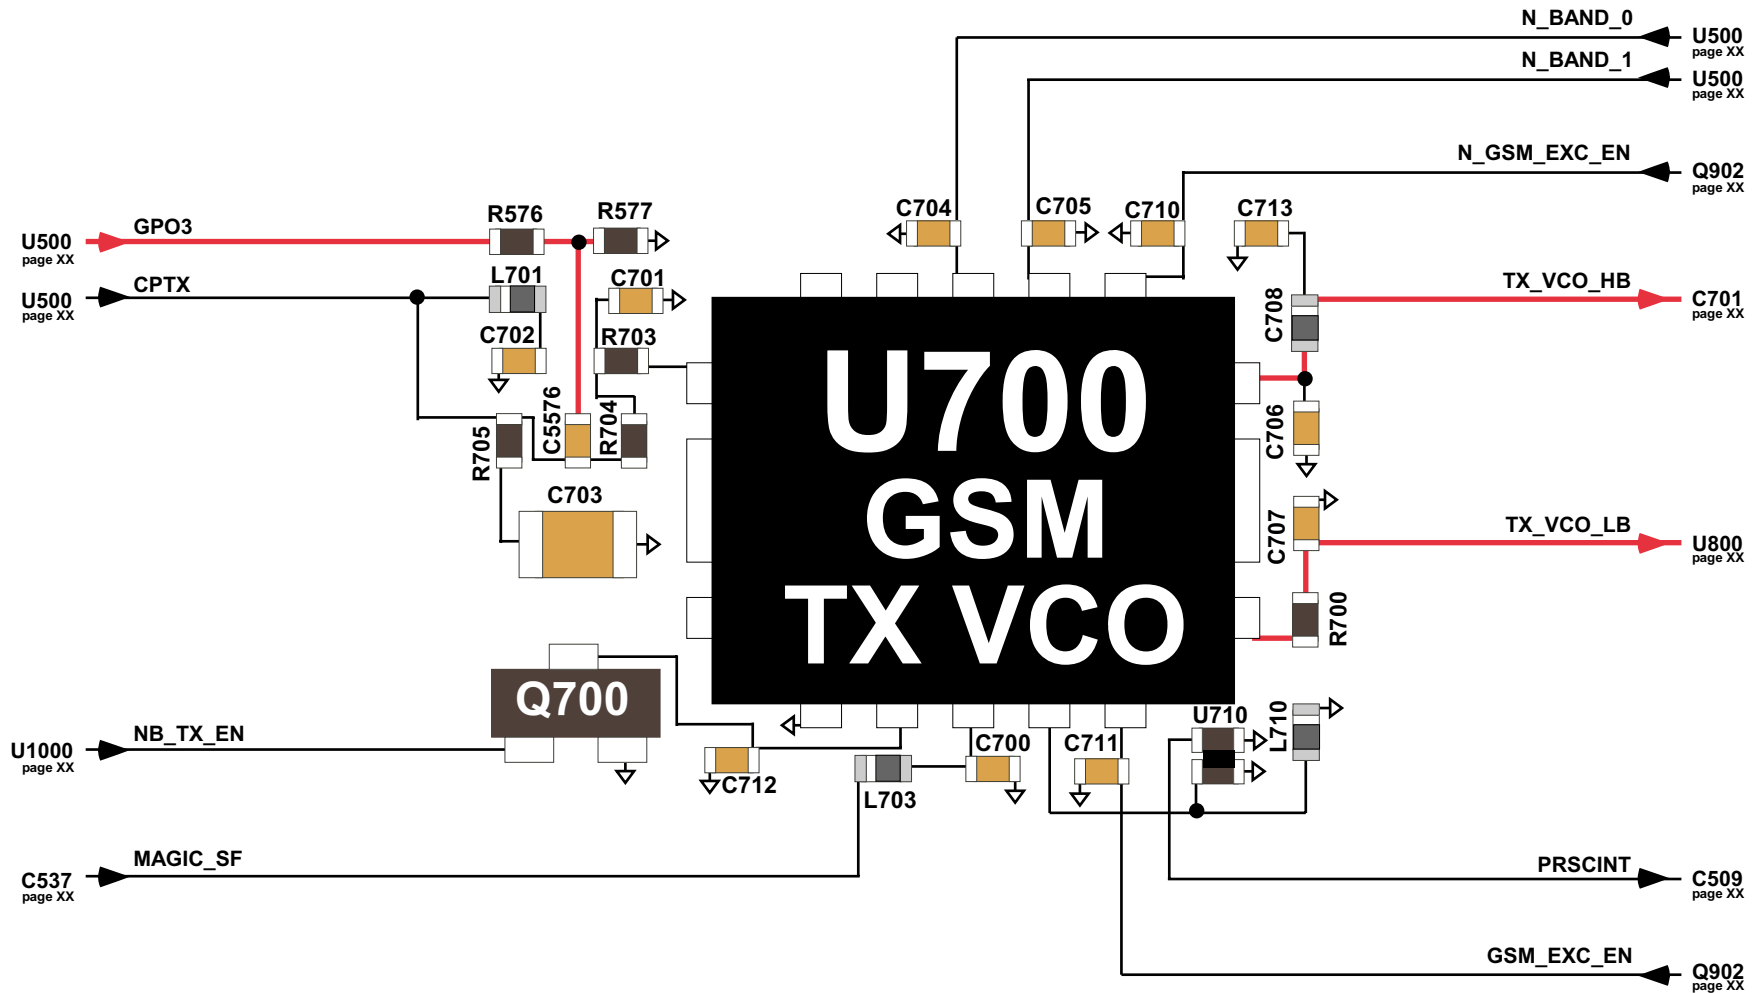 N_BAND_0
U500
page XX
N_BAND_1
U500
page XX
N_GSM_EXC_EN
Q902
page XX
C704
C705
C710
C713
R576
R577
GPO3
U500
page XX
L701
C701
CPTX
U500
page XX
TX_VCO_HB
C701
page XX
C708
C702
R703
U700
GSM
TX VCO
C5576
R704
R705
C706
C703
C707
TX_VCO_LB
U800
page XX
R700
Q700
NB_TX_EN
U1000
page XX
U710
L710
C700
C711
C712
L703
MAGIC_SF
C537
page XX
PRSCINT
C509
page XX
GSM_EXC_EN
Q902
page XX